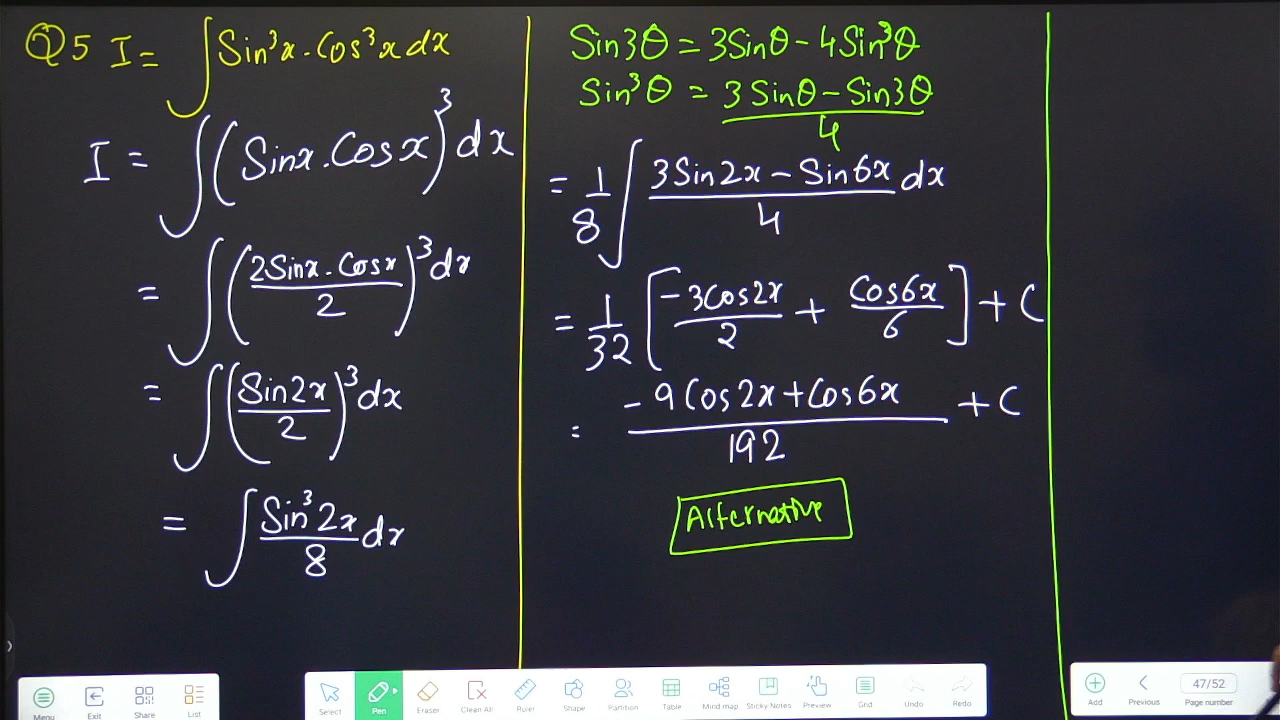 Q5 I = ∫ Sin³x · Cos³x dx
I = ∫ (Sinx · Cosx)³ dx
= ∫ (2Sinx · Cosx / 2)³ dx
= ∫ (Sin2x / 2)³ dx
= ∫ Sin³2x / 8 dx
Sin3θ = 3Sinθ - 4Sin³θ
Sin³θ = 3Sinθ - Sin3θ / 4
= 1/8 ∫ 3Sin2x - Sin6x / 4 dx
= 1/32 [ -3Cos2x / 2 + Cos6x / 6 ] + C
= -9Cos2x + Cos6x / 192 + C
Alternative
Menu Exit Share List
Select Pen Eraser Clean All Ruler Shape Partition Table Mind map Sticky Notes Preview Grid Undo Redo
Add Previous 47/52 Page number